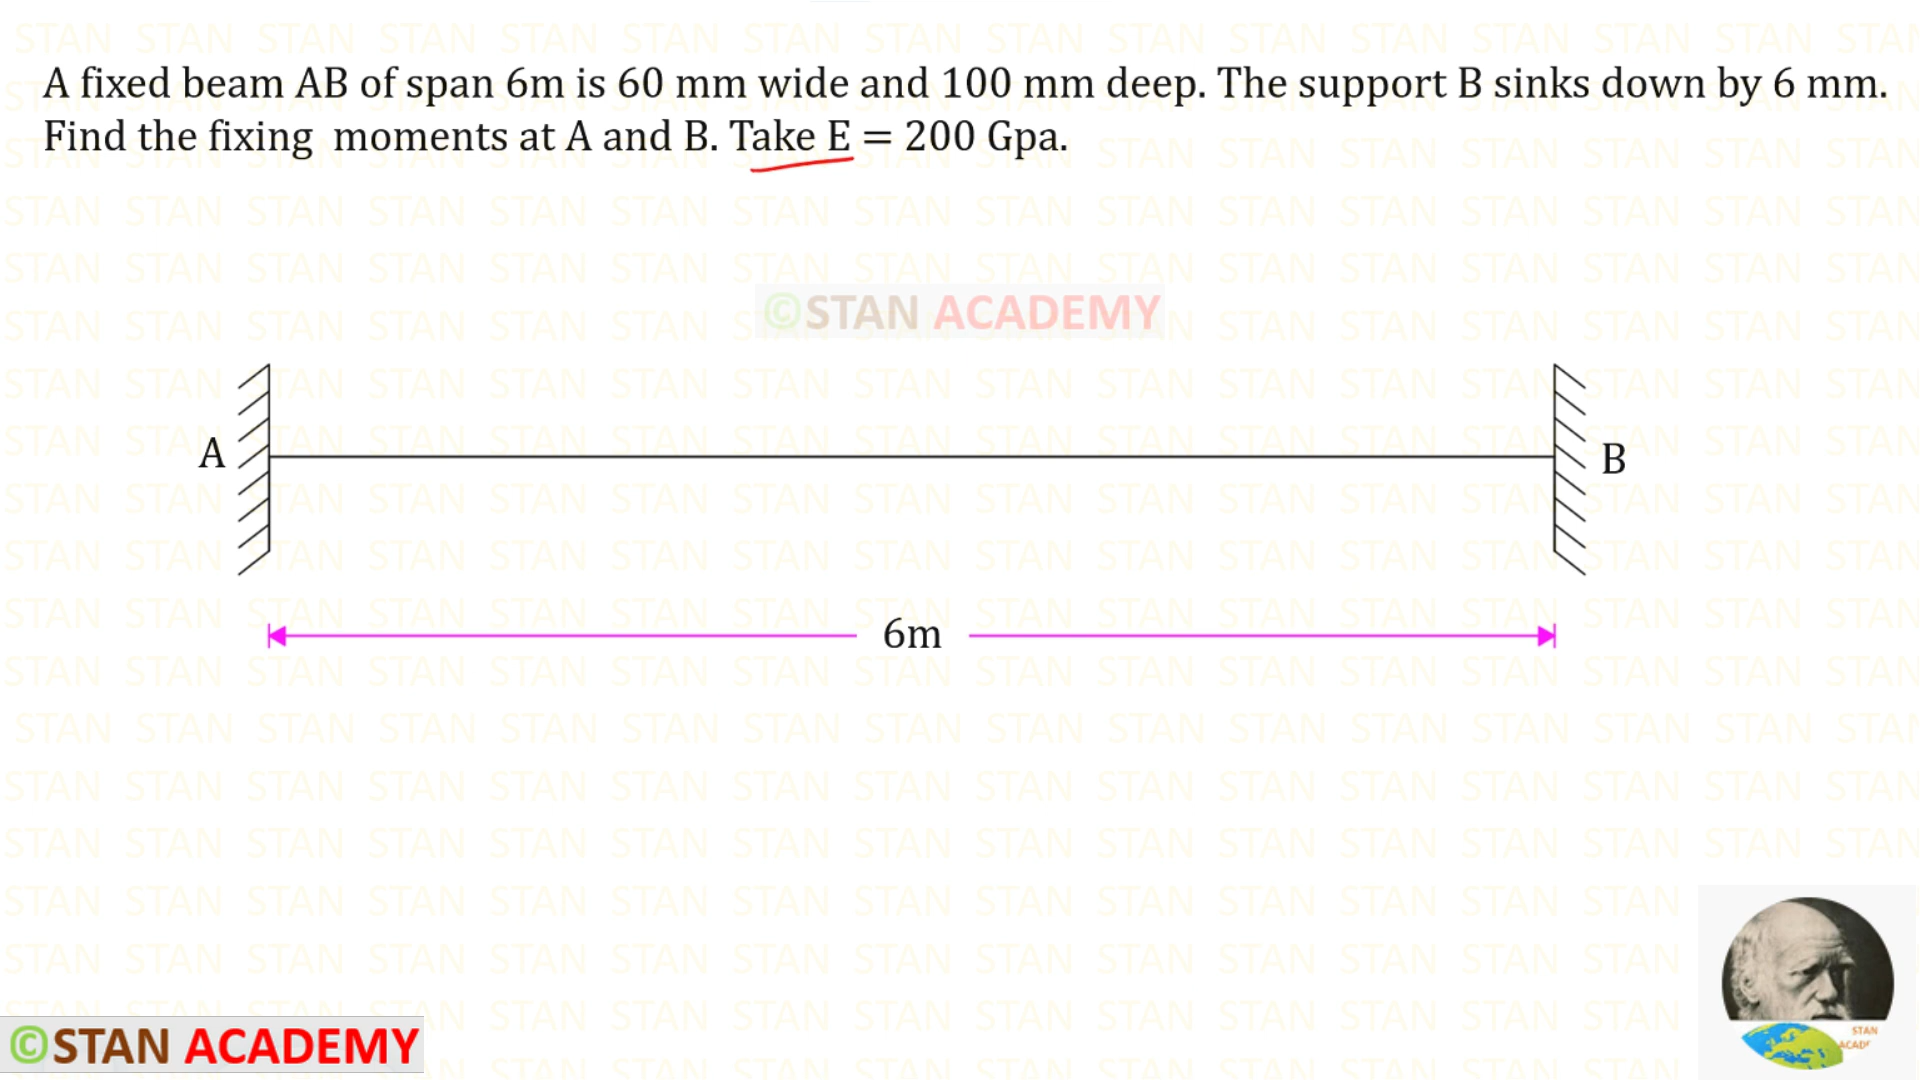 A fixed beam AB of span 6m is 60 mm wide and 100 mm deep. The support B sinks down by 6 mm.
Find the fixing moments at A and B. Take E = 200 Gpa.
©STAN ACADEMY
A
B
6m
©STAN ACADEMY
STAN